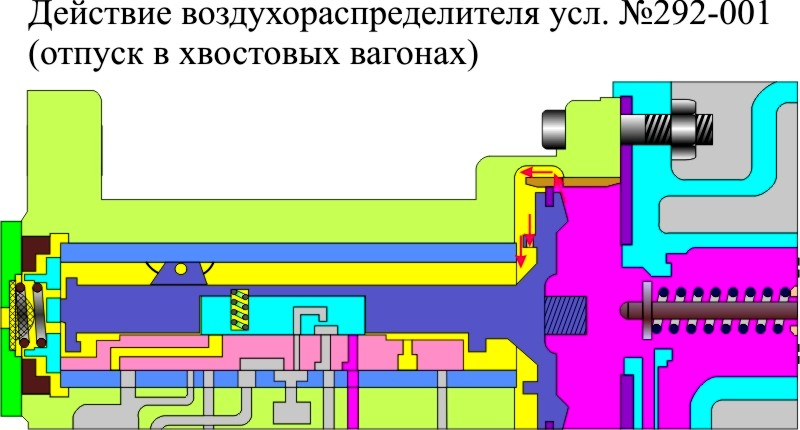 Действие воздухораспределителя усл. №292-001
(отпуск в хвостовых вагонах)